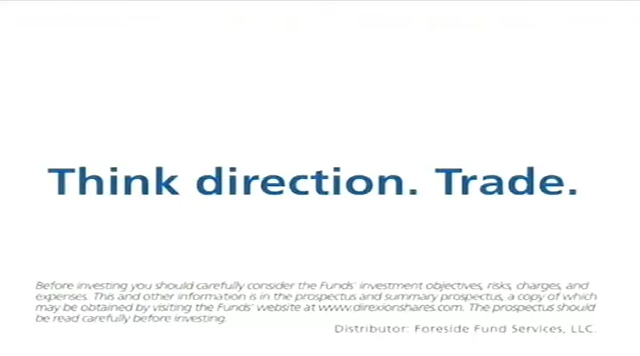 Think direction. Trade.
Before investing you should carefully consider the Funds' investment objectives, risks, charges, and
expenses. This and other information is in the prospectus and summary prospectus, a copy of which
may be obtained by visiting the Funds' website at www.direxionshares.com. The prospectus should
be read carefully before investing.
Distributor: Foreside Fund Services, LLC.